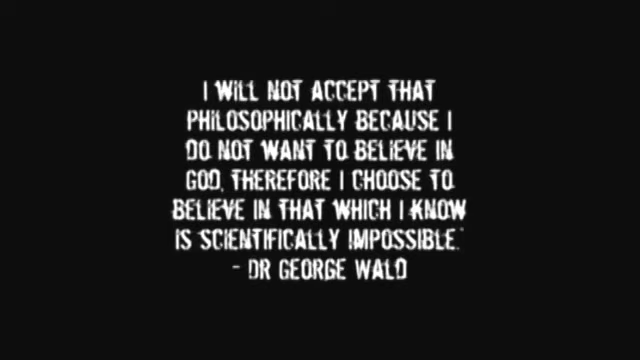 I WILL NOT ACCEPT THAT
PHILOSOPHICALLY BECAUSE I
DO NOT WANT TO BELIEVE IN
GOD, THEREFORE I CHOOSE TO
BELIEVE IN THAT WHICH I KNOW
IS SCIENTIFICALLY IMPOSSIBLE."
- DR GEORGE WALD